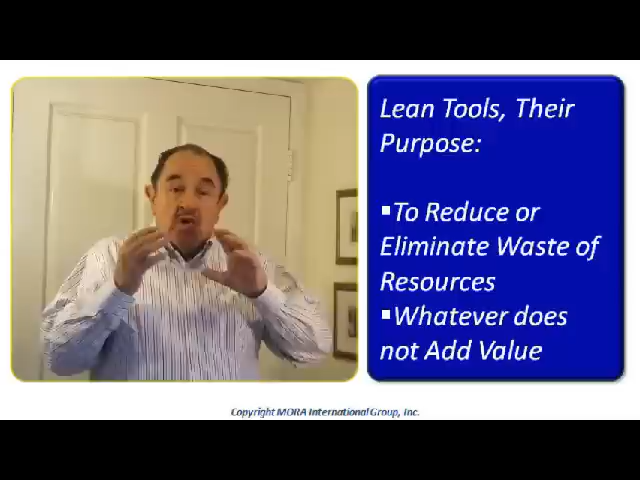 Lean Tools, Their
Purpose:
▪To Reduce or
Eliminate Waste of
Resources
▪Whatever does
not Add Value
Copyright MORA International Group, Inc.